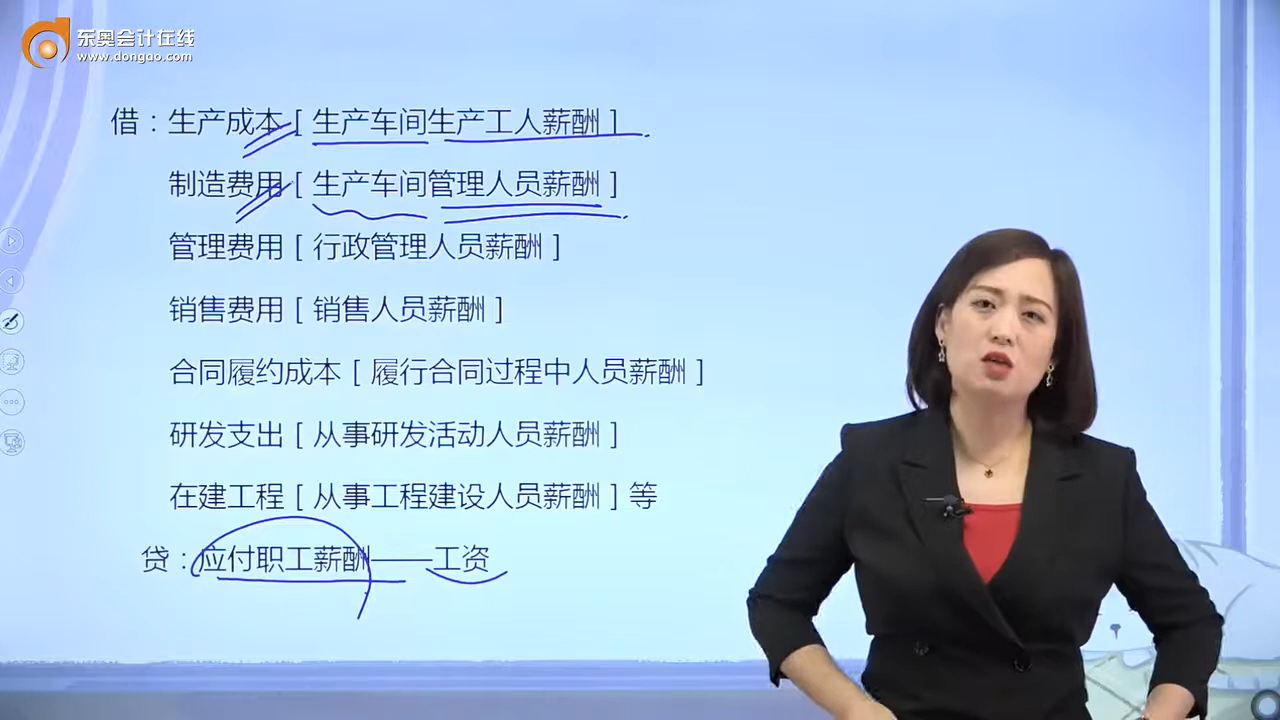 东奥会计在线
www.dongao.com
借：生产成本［生产车间生产工人薪酬］
制造费用［生产车间管理人员薪酬］
管理费用［行政管理人员薪酬］
销售费用［销售人员薪酬］
合同履约成本［履行合同过程中人员薪酬］
研发支出［从事研发活动人员薪酬］
在建工程［从事工程建设人员薪酬］等
贷：应付职工薪酬——工资